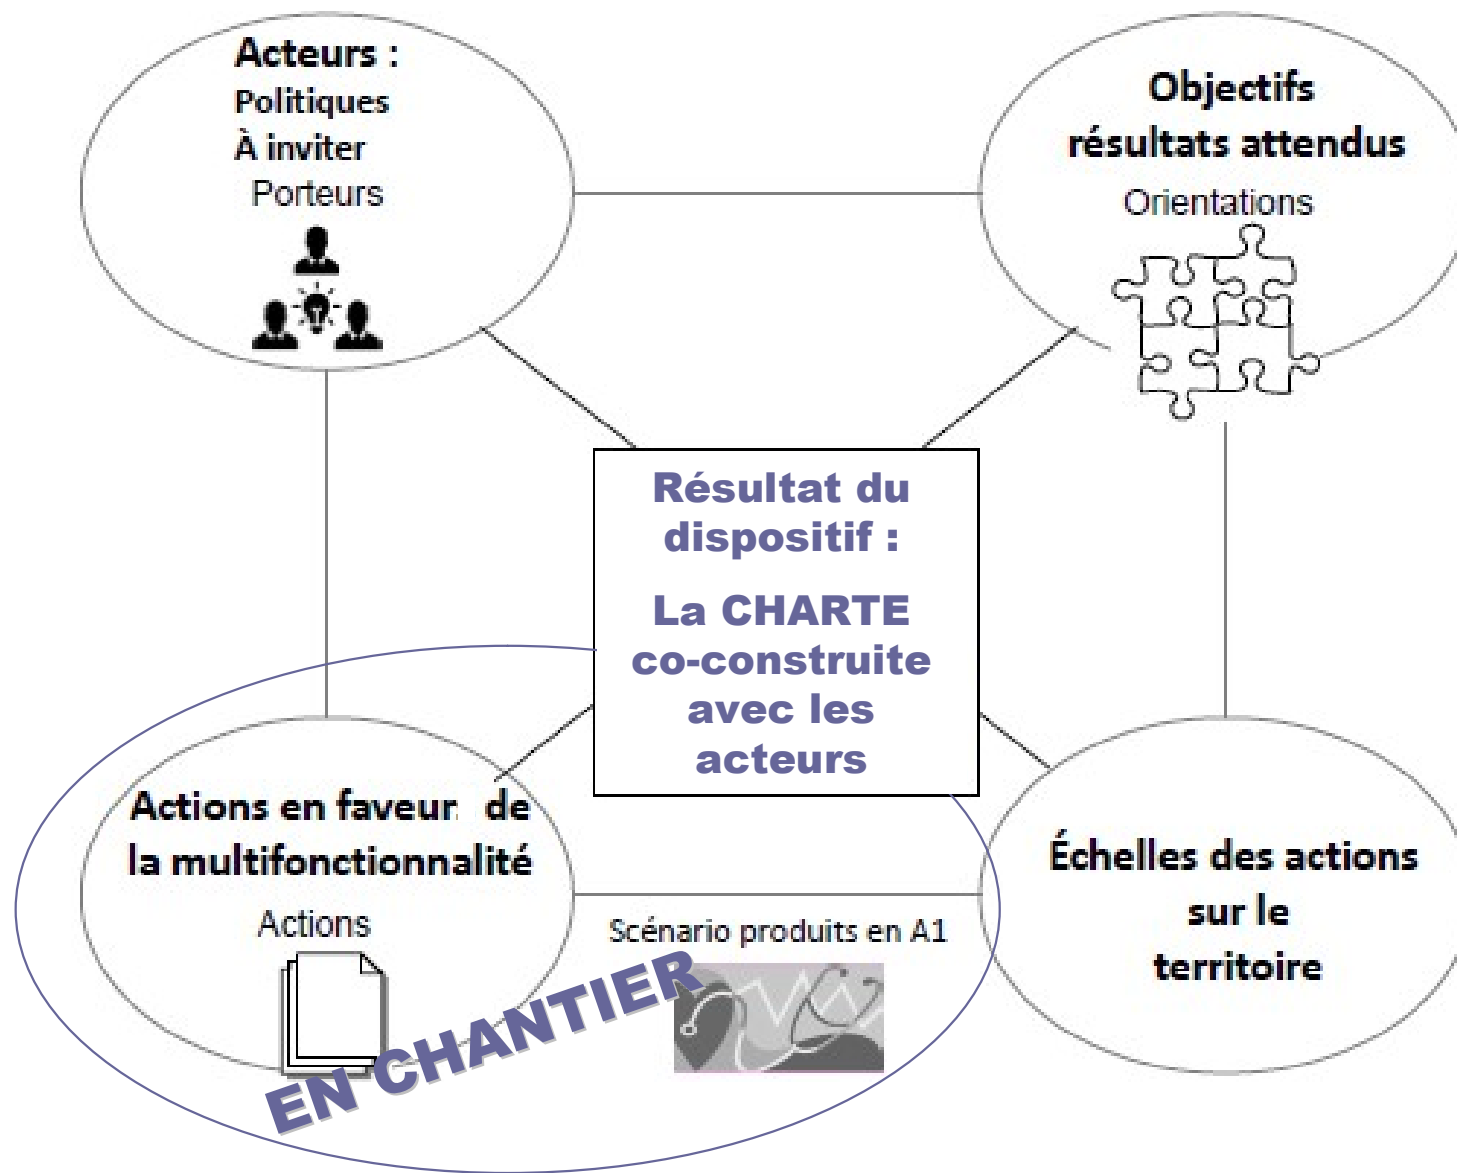 Acteurs :
Politiques
À inviter
Porteurs
Objectifs
résultats attendus
Orientations
Résultat du
dispositif :
La CHARTE
co-construite
avec les
acteurs
Actions en faveur de
la multifonctionnalité
Actions
Scénario produits en A1
EN CHANTIER
Échelles des actions
sur le
territoire